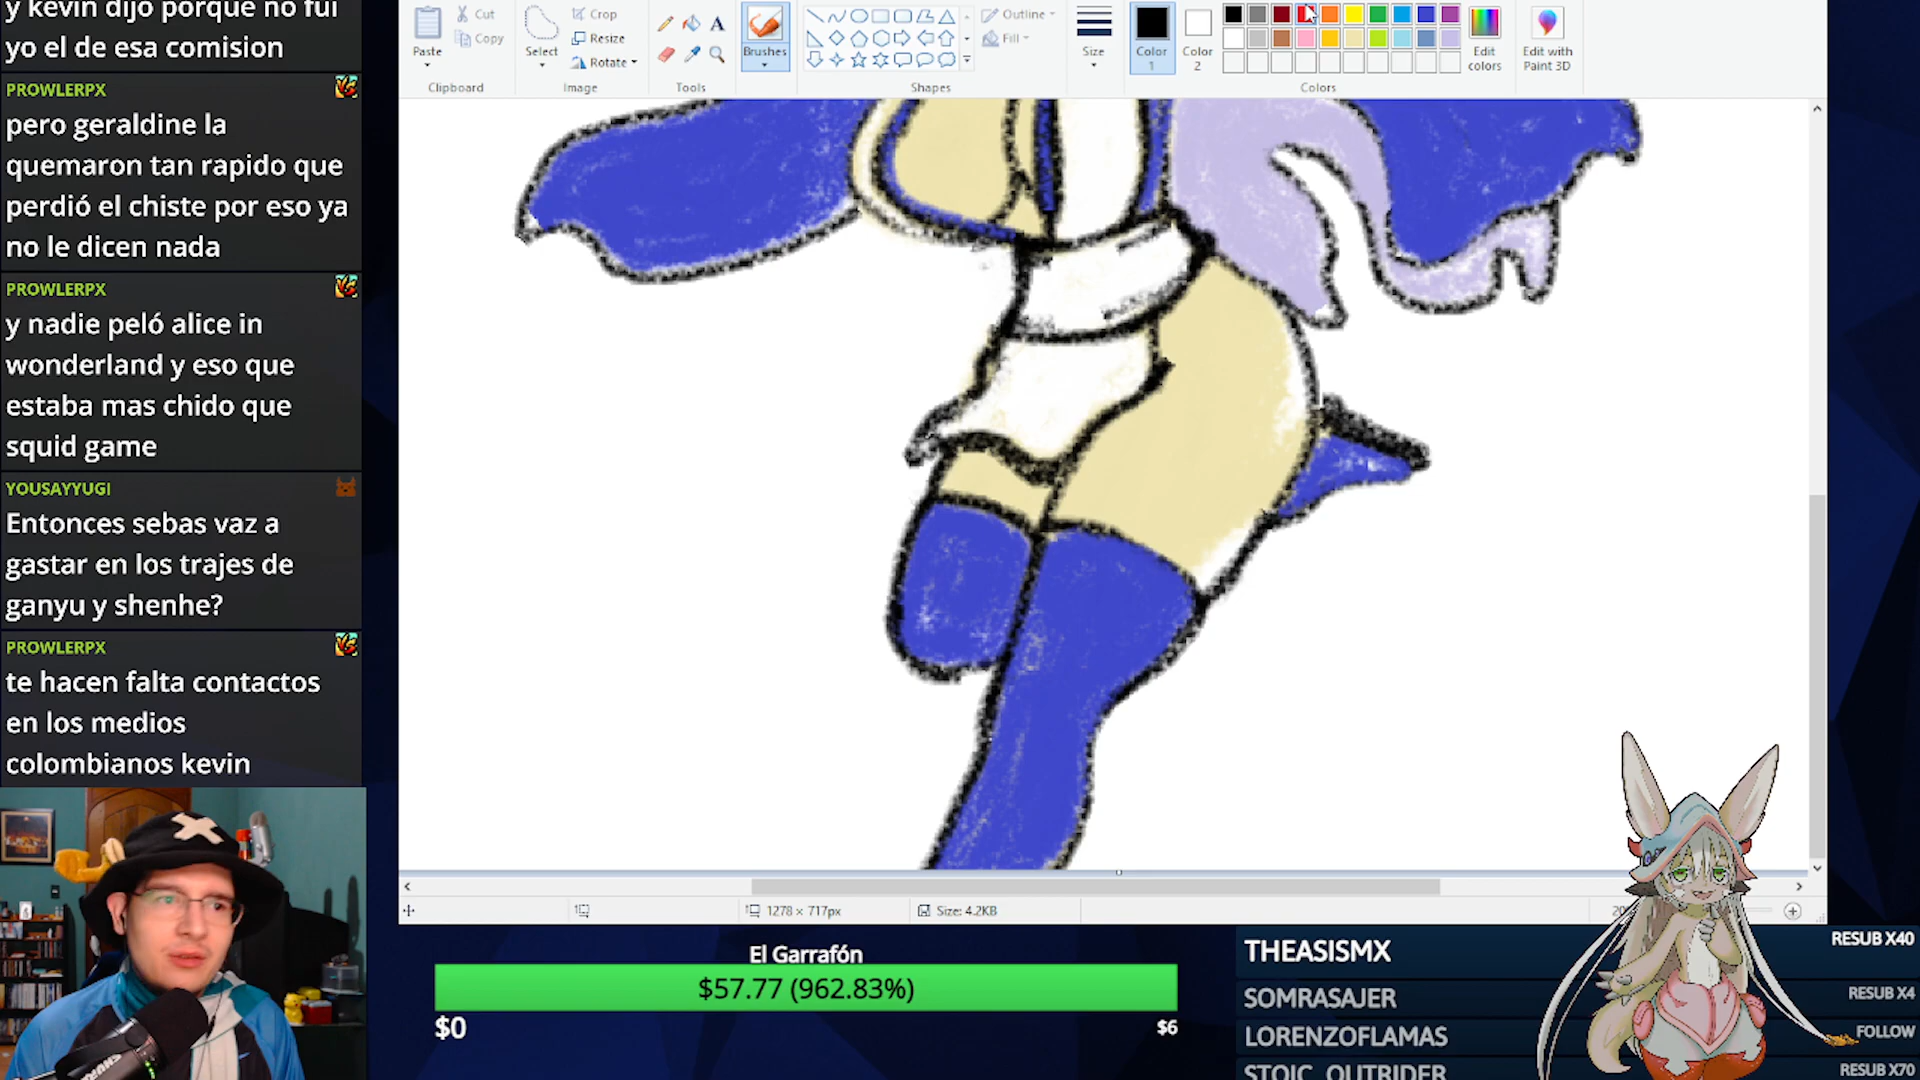 y kevin dijo porque no fui
yo el de esa comision
PROWLERPX
pero geraldine la
quemaron tan rapido que
perdió el chiste por eso ya
no le dicen nada
PROWLERPX
y nadie peló alice in
wonderland y eso que
estaba mas chido que
squid game
YOUSAYYUGI
Entonces sebas vaz a
gastar en los trajes de
ganyu y shenhe?
PROWLERPX
te hacen falta contactos
en los medios
colombianos kevin
Paste
Cut
Copy
Clipboard
Select
Crop
Resize
Rotate
Image
Tools
Brushes
Shapes
Outline
Fill
Size
Color
1
Color
2
Colors
Edit
colors
Edit with
Paint 3D
1278 × 717px
Size: 4.2KB
El Garrafón
$57.77 (962.83%)
$0
$6
THEASISMX
RESUB X40
SOMRASAJER
RESUB X4
LORENZOFLAMAS
FOLLOW
STOIC_OUTRIDER
RESUB X70